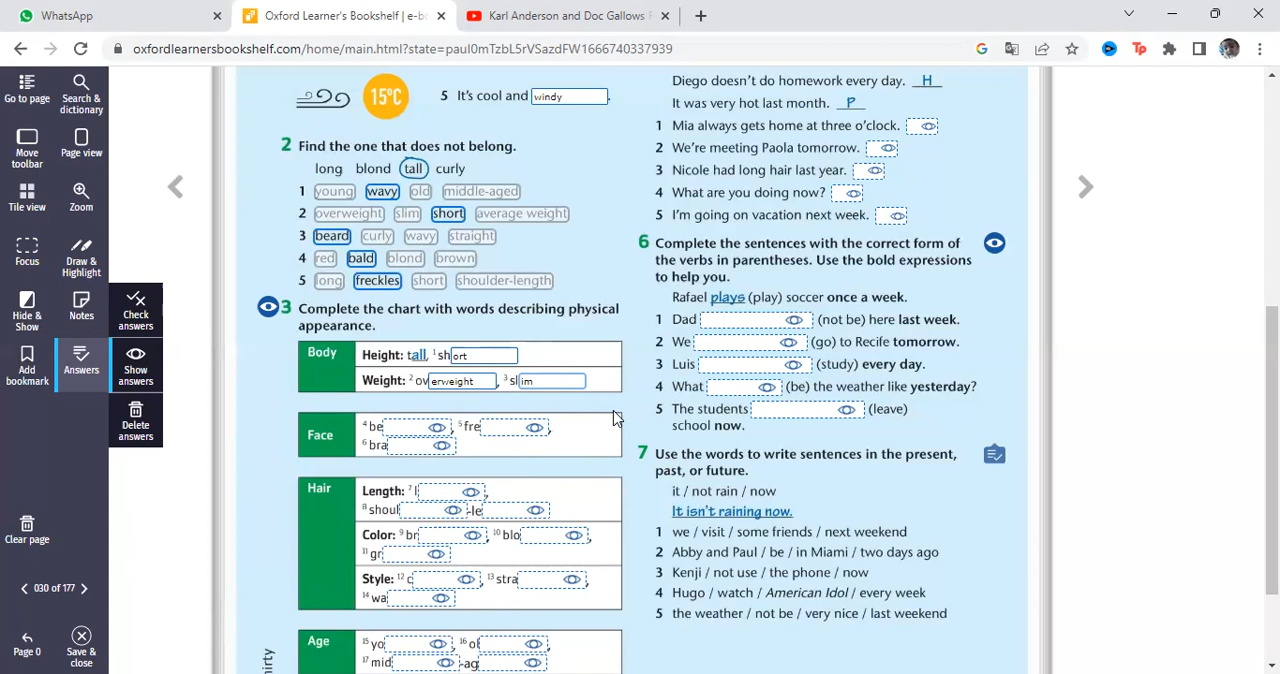 WhatsApp
Oxford Learner's Bookshelf | e-bo
Karl Anderson and Doc Gallows
oxfordlearnersbookshelf.com/home/main.html?state=paul0mTzbL5rVSazdFW1666740337939
Go to page
Search & dictionary
Move toolbar
Page view
Tile view
Zoom
Focus
Draw & Highlight
Hide & Show
Notes
Add bookmark
Answers
Check answers
Show answers
Delete answers
Clear page
030 of 177
Page 0
Save & close
15°C
5 It's cool and windy.
2 Find the one that does not belong.
long blond tall curly
1 young wavy old middle-aged
2 overweight slim short average weight
3 beard curly wavy straight
4 red bald blond brown
5 long freckles short shoulder-length
3 Complete the chart with words describing physical
appearance.
Body
Height: tall, 1 short
Weight: 2 overweight, 3 slim
Face
4 be , 5 fre ,
6 bra
Hair
Length: 7 l ,
8 shoul -le
Color: 9 br , 10 blo ,
11 gr
Style: 12 c , 13 stra ,
14 wa
Age
15 yo , 16 ol ,
17 mid -ag
thirty
Diego doesn't do homework every day. H
It was very hot last month. P
1 Mia always gets home at three o'clock.
2 We're meeting Paola tomorrow.
3 Nicole had long hair last year.
4 What are you doing now?
5 I'm going on vacation next week.
6 Complete the sentences with the correct form of
the verbs in parentheses. Use the bold expressions
to help you.
Rafael plays (play) soccer once a week.
1 Dad (not be) here last week.
2 We (go) to Recife tomorrow.
3 Luis (study) every day.
4 What (be) the weather like yesterday?
5 The students (leave)
school now.
7 Use the words to write sentences in the present,
past, or future.
it / not rain / now
It isn't raining now.
1 we / visit / some friends / next weekend
2 Abby and Paul / be / in Miami / two days ago
3 Kenji / not use / the phone / now
4 Hugo / watch / American Idol / every week
5 the weather / not be / very nice / last weekend